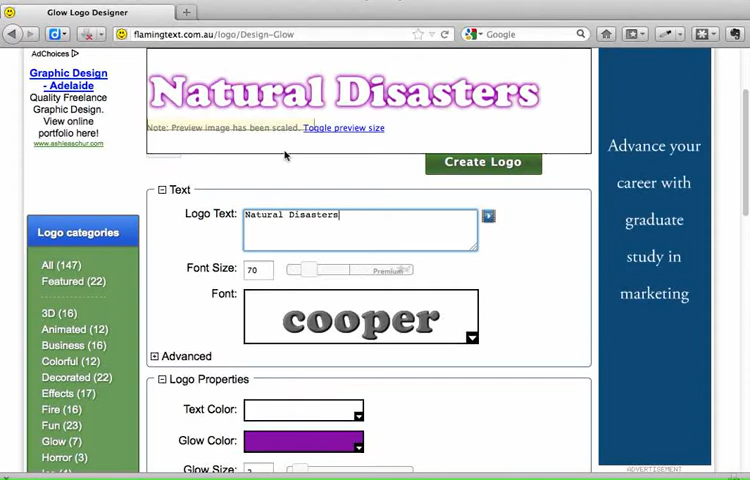 Glow Logo Designer
flamingtext.com.au/logo/Design-Glow
Google
AdChoices
Graphic Design
- Adelaide
Quality Freelance
Graphic Design.
View online
portfolio here!
www.ashleaschur.com
Natural Disasters
Note: Preview image has been scaled. Toggle preview size
Create Logo
Text
Logo Text:
Natural Disasters
Font Size:
70
Premium
Font:
cooper
Advanced
Logo Properties
Text Color:
Glow Color:
Glow Size:
Logo categories
All (147)
Featured (22)
3D (16)
Animated (12)
Business (16)
Colorful (12)
Decorated (22)
Effects (17)
Fire (16)
Fun (23)
Glow (7)
Horror (3)
Advance your
career with
graduate
study in
marketing
ADVERTISEMENT